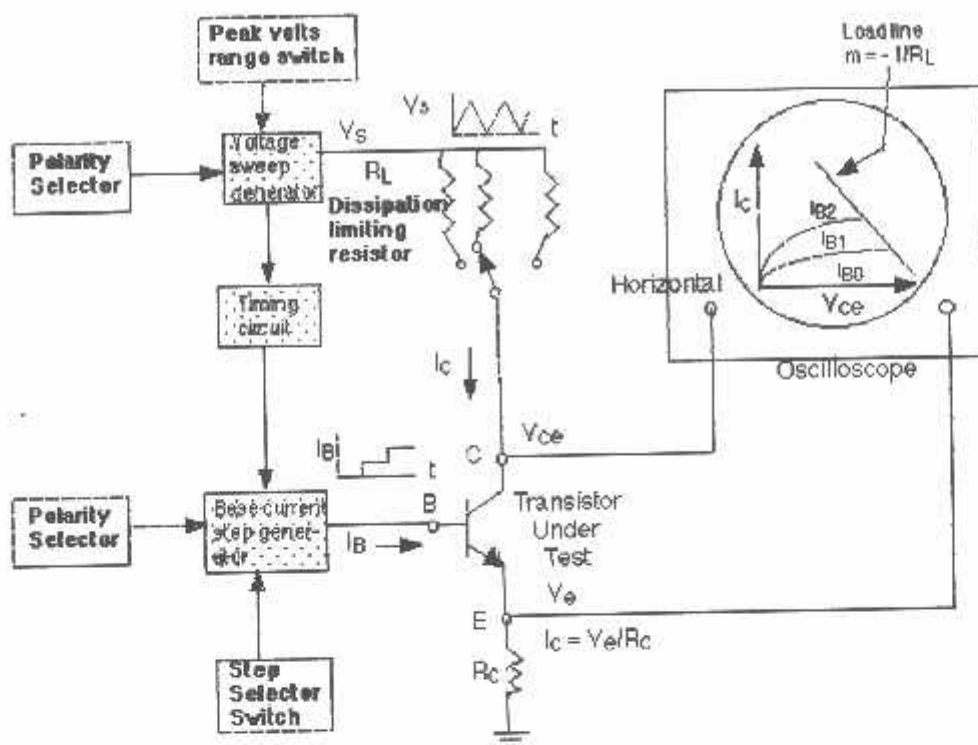 Peak volts
range switch
Loadline
m = - 1/RL
Vs
t
Vs
Polarity
Selector
Voltage
sweep
generator
RL
Dissipation
limiting
resistor
Ic
IB2
IB1
IB0
Vce
Horizontal
Timing
circuit
Oscilloscope
Ic
Vce
C
IB
t
B
Polarity
Selector
Base current
step gener-
ator
IB
Transistor
Under
Test
Ve
E
Ic = Ve/Rc
Rc
Step
Selector
Switch